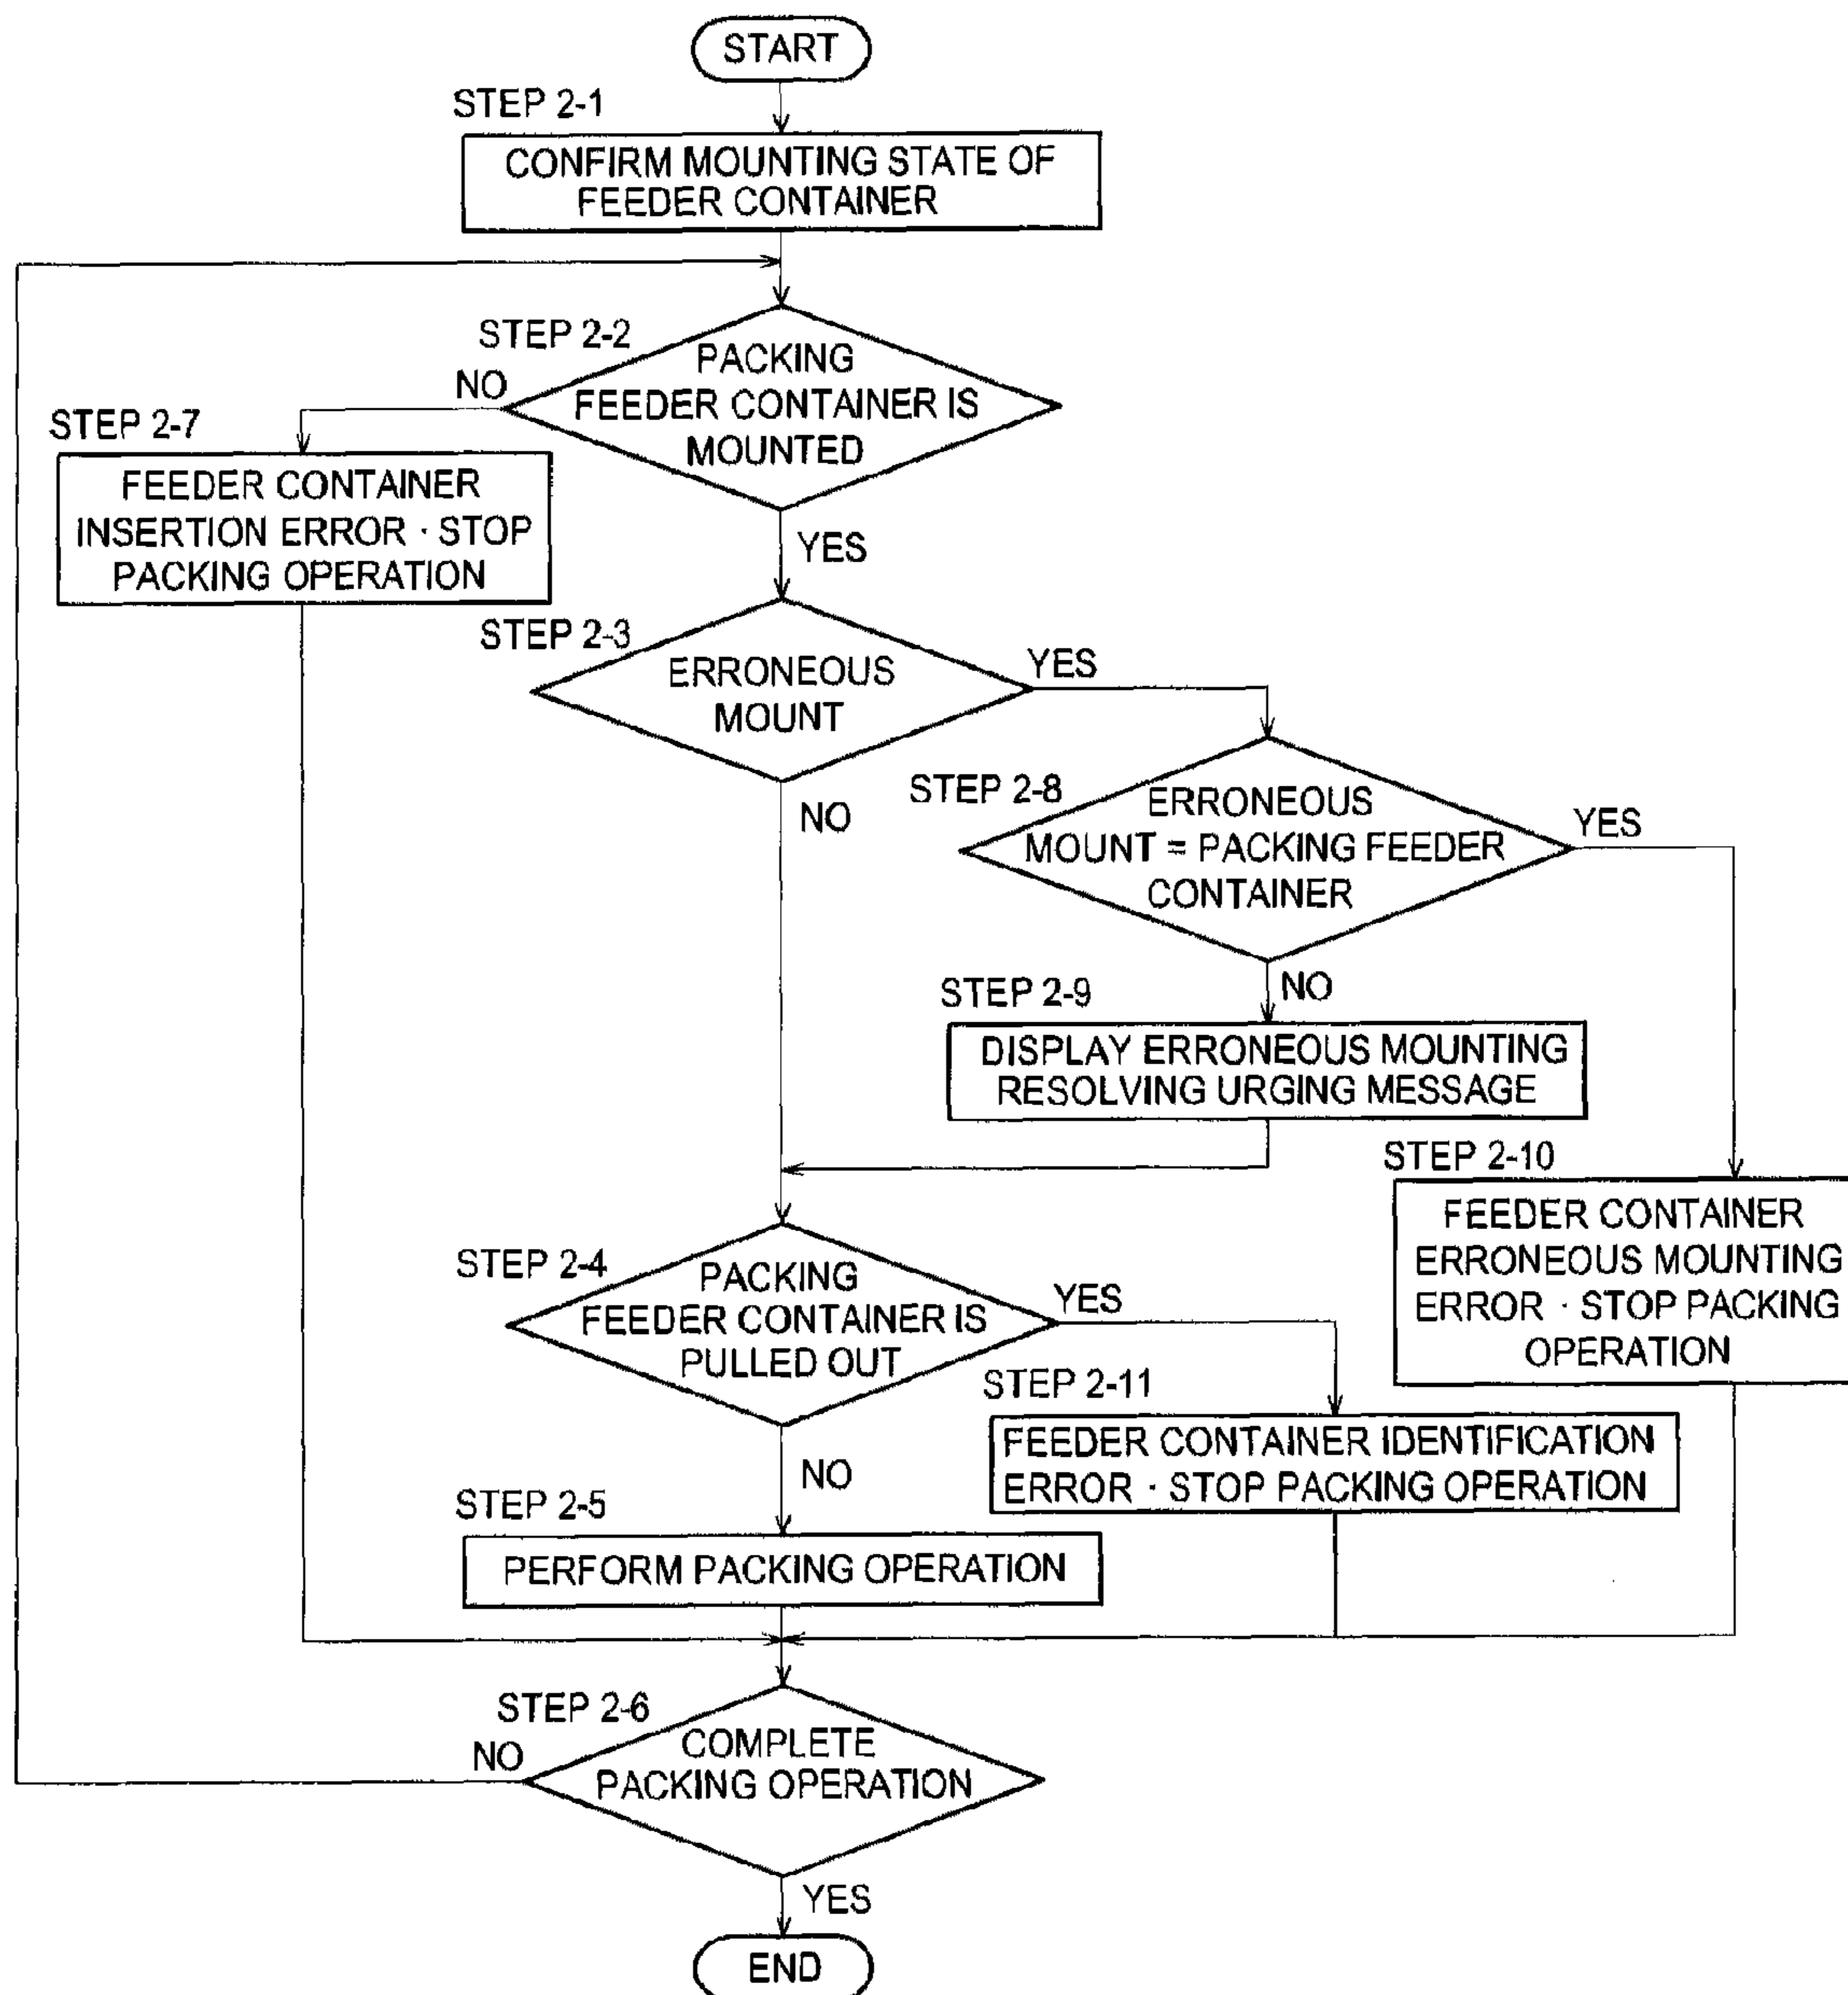 START
STEP 2-1
CONFIRM MOUNTING STATE OF
FEEDER CONTAINER
STEP 2-2
PACKING
FEEDER CONTAINER IS
MOUNTED
NO
YES
STEP 2-7
FEEDER CONTAINER
INSERTION ERROR · STOP
PACKING OPERATION
STEP 2-3
ERRONEOUS
MOUNT
YES
NO
STEP 2-8
ERRONEOUS
MOUNT = PACKING FEEDER
CONTAINER
YES
NO
STEP 2-9
DISPLAY ERRONEOUS MOUNTING
RESOLVING URGING MESSAGE
STEP 2-10
FEEDER CONTAINER
ERRONEOUS MOUNTING
ERROR · STOP PACKING
OPERATION
STEP 2-4
PACKING
FEEDER CONTAINER IS
PULLED OUT
YES
NO
STEP 2-11
FEEDER CONTAINER IDENTIFICATION
ERROR · STOP PACKING OPERATION
STEP 2-5
PERFORM PACKING OPERATION
STEP 2-6
COMPLETE
PACKING OPERATION
NO
YES
END